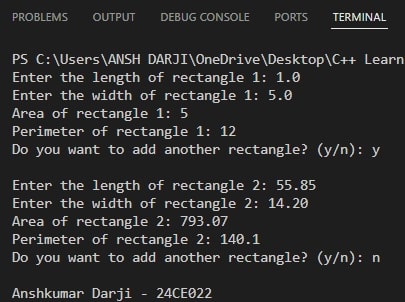 PROBLEMS OUTPUT DEBUG CONSOLE PORTS TERMINAL
PS C:\Users\ANSH DARJI\OneDrive\Desktop\C++ Learn
Enter the length of rectangle 1: 1.0
Enter the width of rectangle 1: 5.0
Area of rectangle 1: 5
Perimeter of rectangle 1: 12
Do you want to add another rectangle? (y/n): y
Enter the length of rectangle 2: 55.85
Enter the width of rectangle 2: 14.20
Area of rectangle 2: 793.07
Perimeter of rectangle 2: 140.1
Do you want to add another rectangle? (y/n): n
Anshkumar Darji - 24CE022